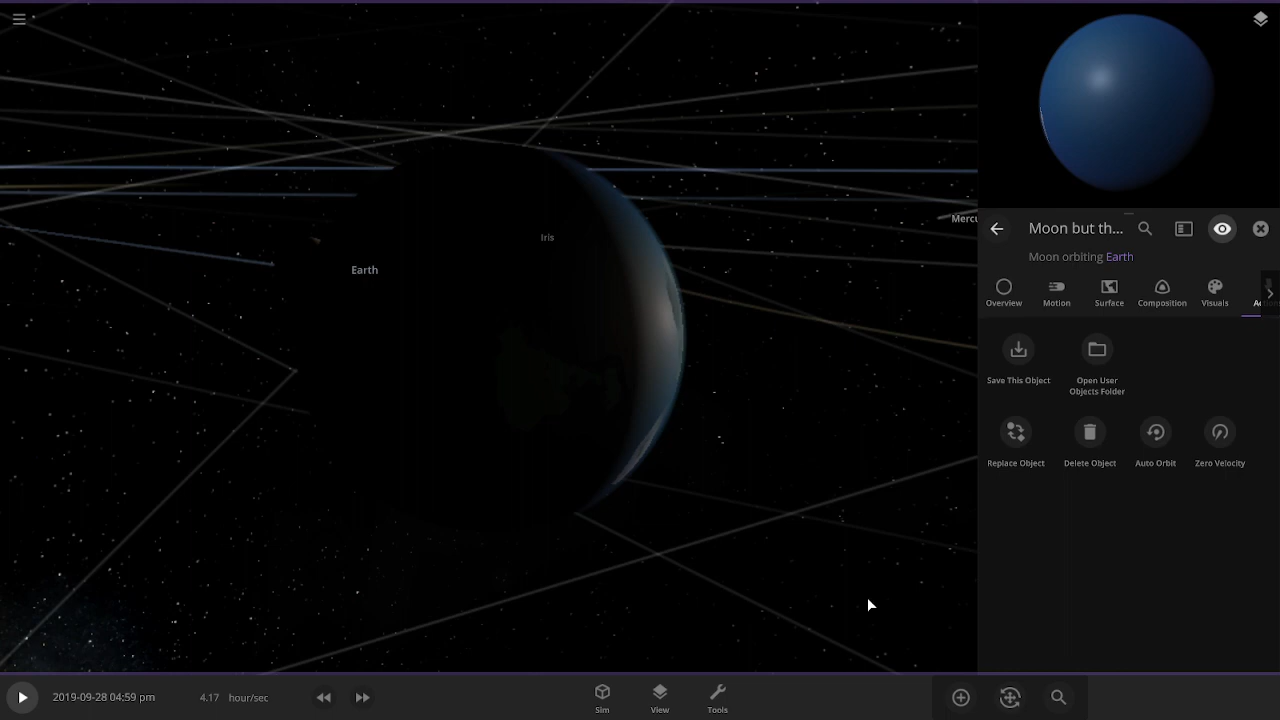 Iris
Earth
Moon but th...
Moon orbiting Earth
Overview
Motion
Surface
Composition
Visuals
Save This Object
Open User
Objects Folder
Replace Object
Delete Object
Auto Orbit
Zero Velocity
2019-09-28 04:59 pm
4.17 hour/sec
Sim
View
Tools